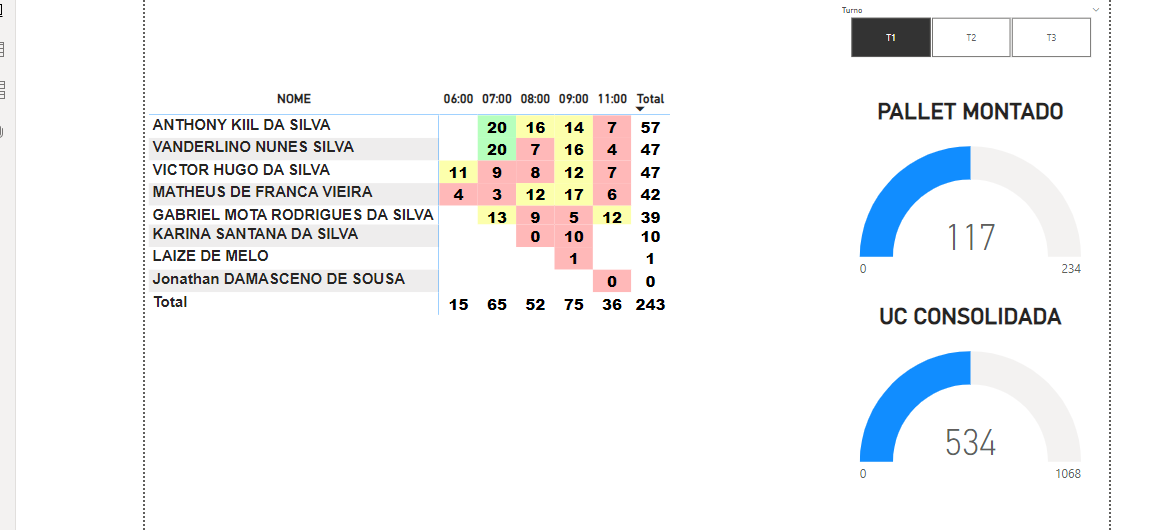 Turno
T1 T2 T3
NOME 06:00 07:00 08:00 09:00 11:00 Total
ANTHONY KIIL DA SILVA 20 16 14 7 57
VANDERLINO NUNES SILVA 20 7 16 4 47
VICTOR HUGO DA SILVA 11 9 8 12 7 47
MATHEUS DE FRANCA VIEIRA 4 3 12 17 6 42
GABRIEL MOTA RODRIGUES DA SILVA 13 9 5 12 39
KARINA SANTANA DA SILVA 0 10 10
LAIZE DE MELO 1 1
Jonathan DAMASCENO DE SOUSA 0 0
Total 15 65 52 75 36 243
PALLET MONTADO
117
0 234
UC CONSOLIDADA
534
0 1068